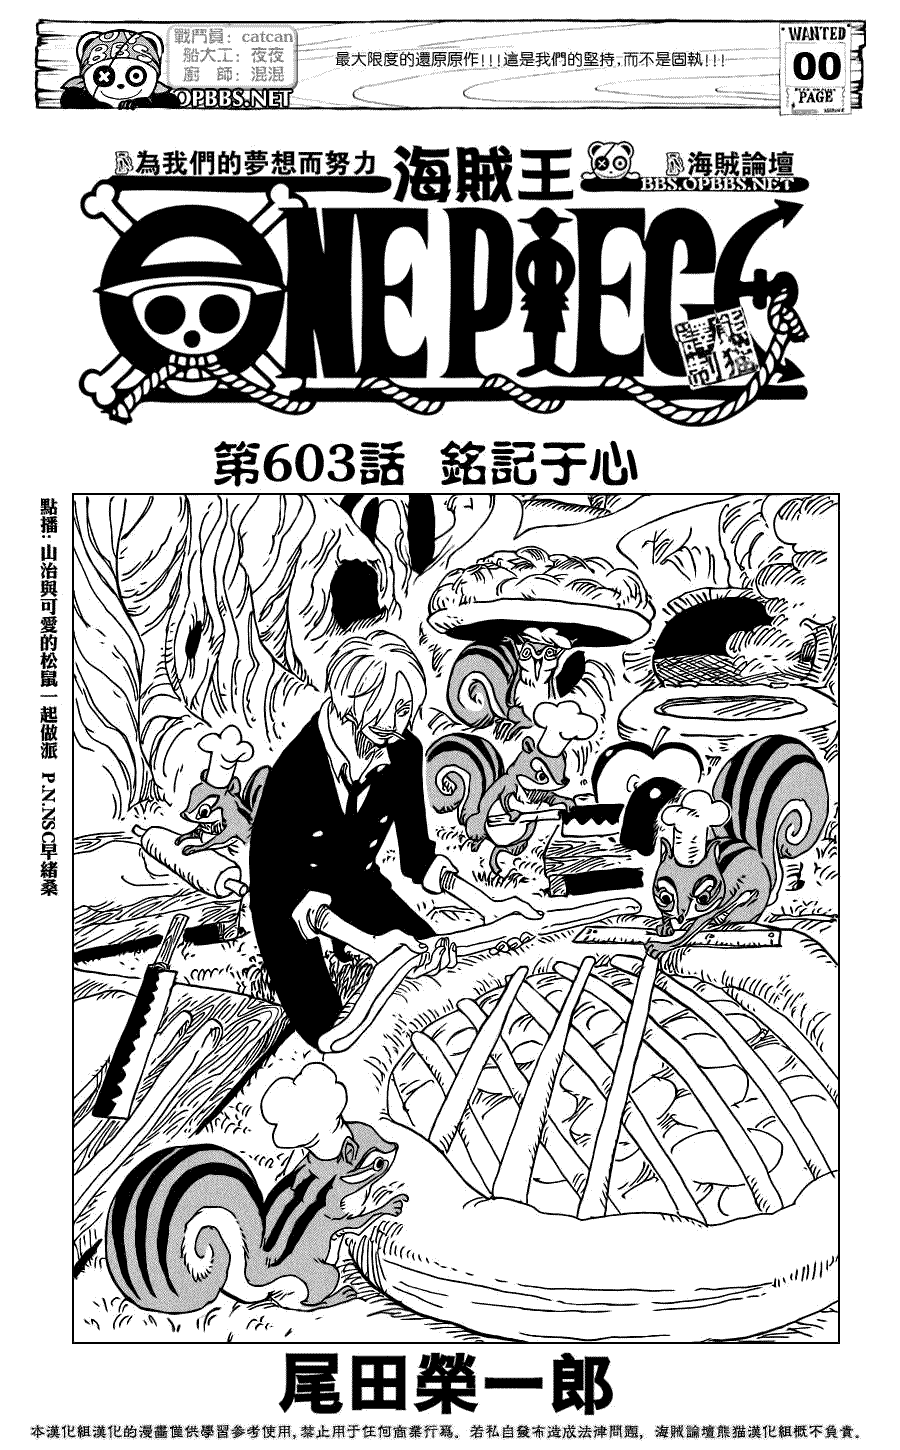 戰鬥員: catcan
船大工: 夜夜
廚 師: 混混
OPBBS.NET
最大限度的還原原作!!!這是我們的堅持,而不是固執!!!
WANTED
00
PAGE
為我們的夢想而努力
海賊王
海賊論壇
BBS.OPBBS.NET
ONE PIECE
熊猫譯制
第603話 銘記于心
點播: 山治與可愛的松鼠一起做派 P.N.NSC早緒桑
尾田榮一郎
本漢化組漢化的漫畫僅供學習參考使用,禁止用于任何商業行爲。若私自發布造成法律問題, 海賊論壇熊猫漢化組概不負責。